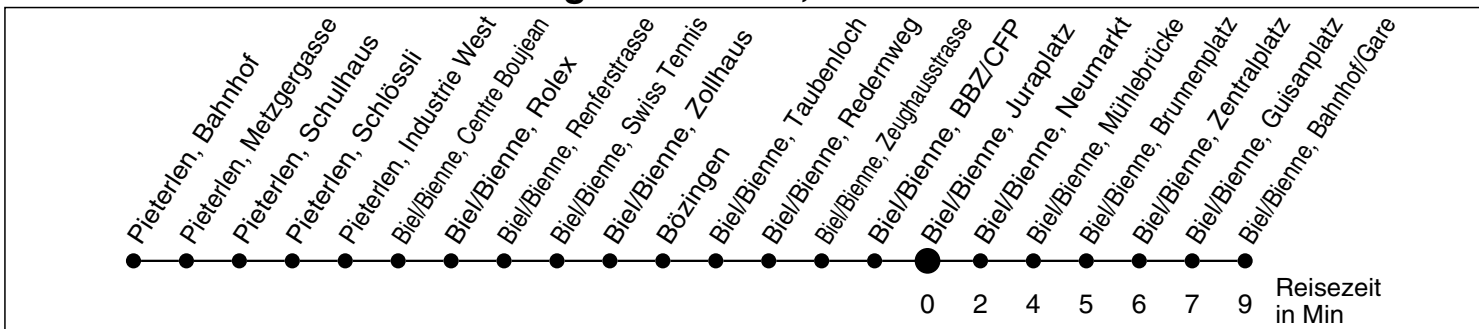 Pieterlen, Bahnhof
Pieterlen, Metzgergasse
Pieterlen, Schulhaus
Pieterlen, Schlössli
Pieterlen, Industrie West
Biel/Bienne, Centre Boujean
Biel/Bienne, Rolex
Biel/Bienne, Renferstrasse
Biel/Bienne, Swiss Tennis
Biel/Bienne, Zollhaus
Bözingen
Biel/Bienne, Taubenloch
Biel/Bienne, Redernweg
Biel/Bienne, Zeughausstrasse
Biel/Bienne, BBZ/CFP
Biel/Bienne, Juraplatz
Biel/Bienne, Neumarkt
Biel/Bienne, Mühlebrücke
Biel/Bienne, Brunnenplatz
Biel/Bienne, Zentralplatz
Biel/Bienne, Guisanplatz
Biel/Bienne, Bahnhof/Gare
0 2 4 5 6 7 9 Reisezeit
in Min